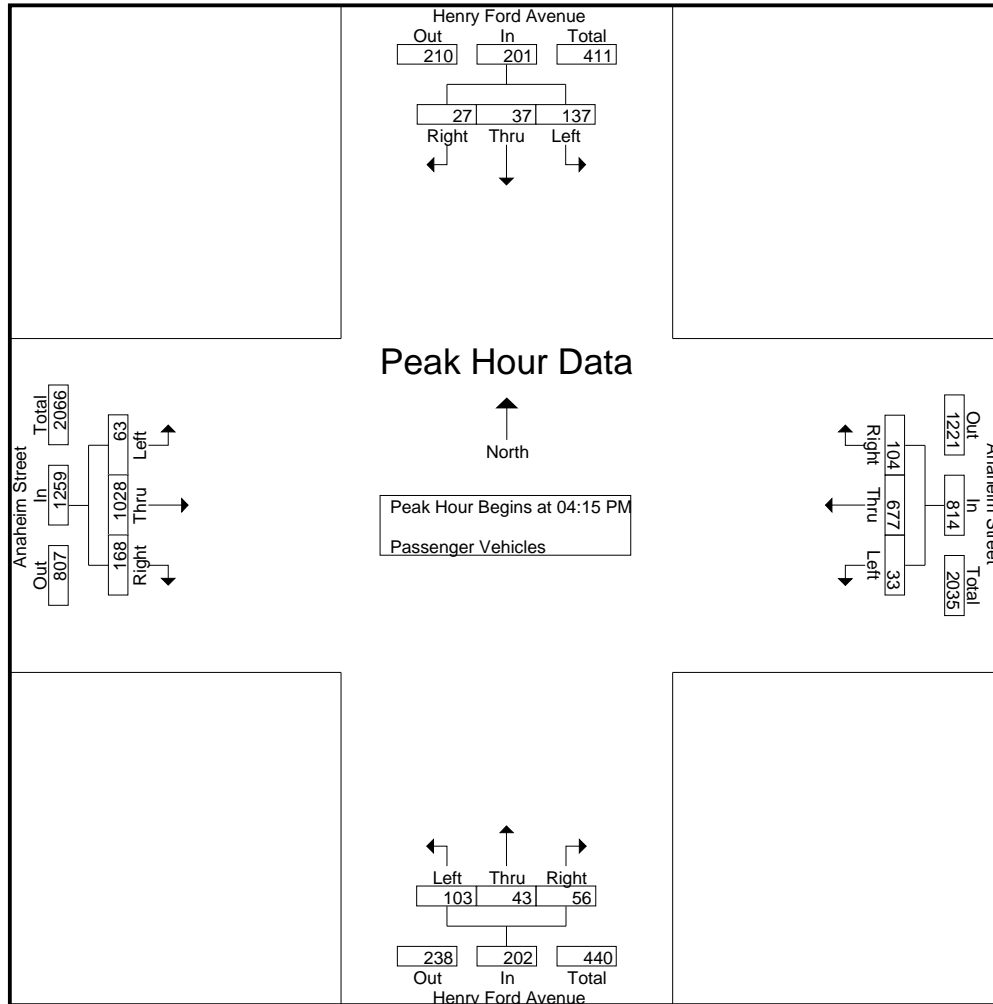 Henry Ford Avenue
Out In Total
210 201 411
27 37 137
Right Thru Left
Peak Hour Data
North
Peak Hour Begins at 04:15 PM
Passenger Vehicles
Anaheim Street
Total In Out
2066 1259 807
63 1028 168
Left Thru Right
Anaheim Street
Out In Total
1221 814 2035
104 677 33
Right Thru Left
Left Thru Right
103 43 56
238 202 440
Out In Total
Henry Ford Avenue